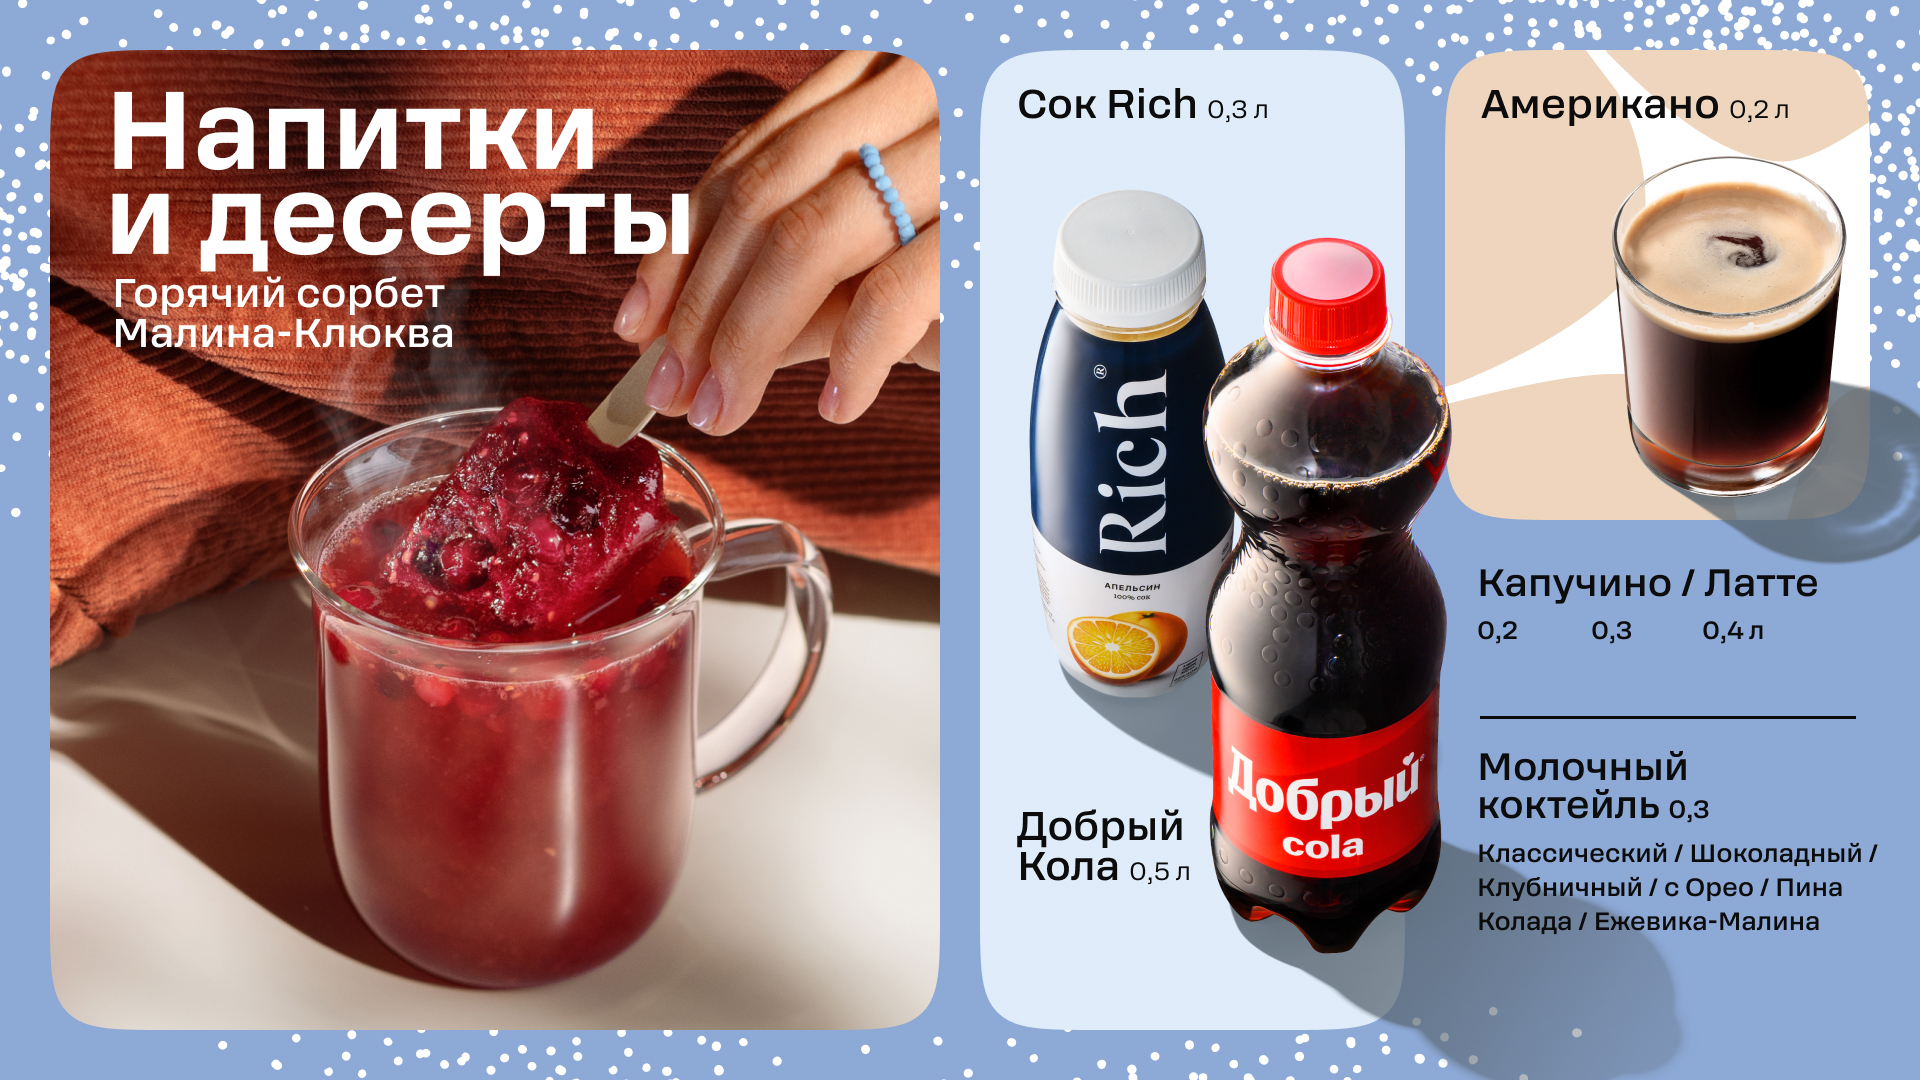 Напитки
и десерты
Горячий сорбет
Малина-Клюква
Сок Rich 0,3 л
Rich®
АПЕЛЬСИН
100% сок
Добрый
Кола 0,5 л
Добрый
cola
Американо 0,2 л
Капучино / Латте
0,2 0,3 0,4 л
Молочный
коктейль 0,3
Классический / Шоколадный /
Клубничный / с Орео / Пина
Колада / Ежевика-Малина